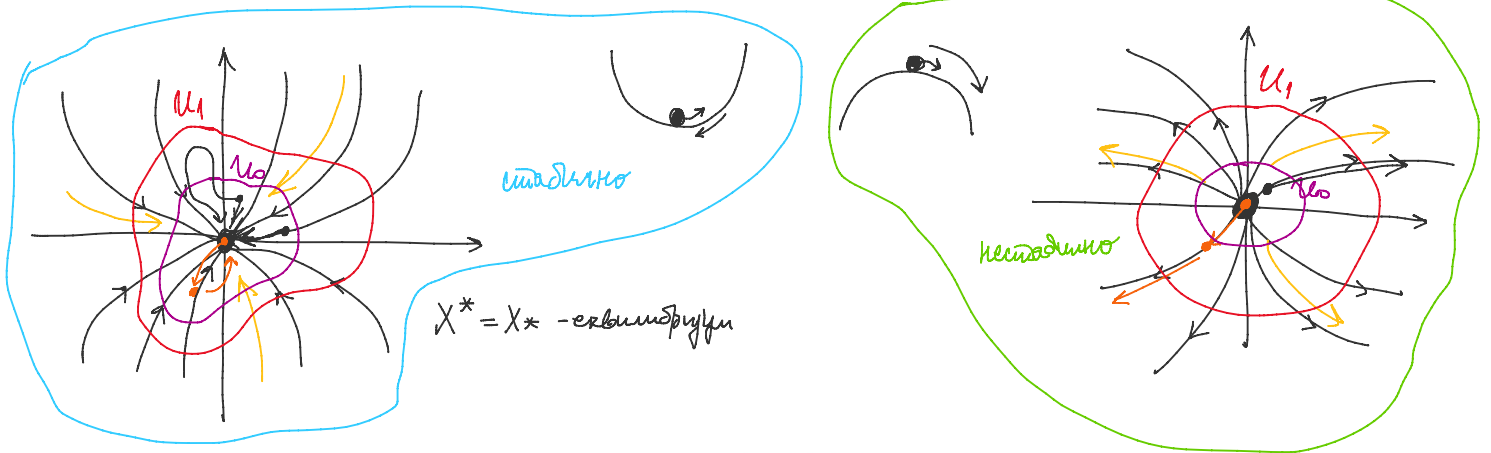 U₁
U₀
стабилно
X* = X* - еквилибриум
U₁
U₀
нестабилно